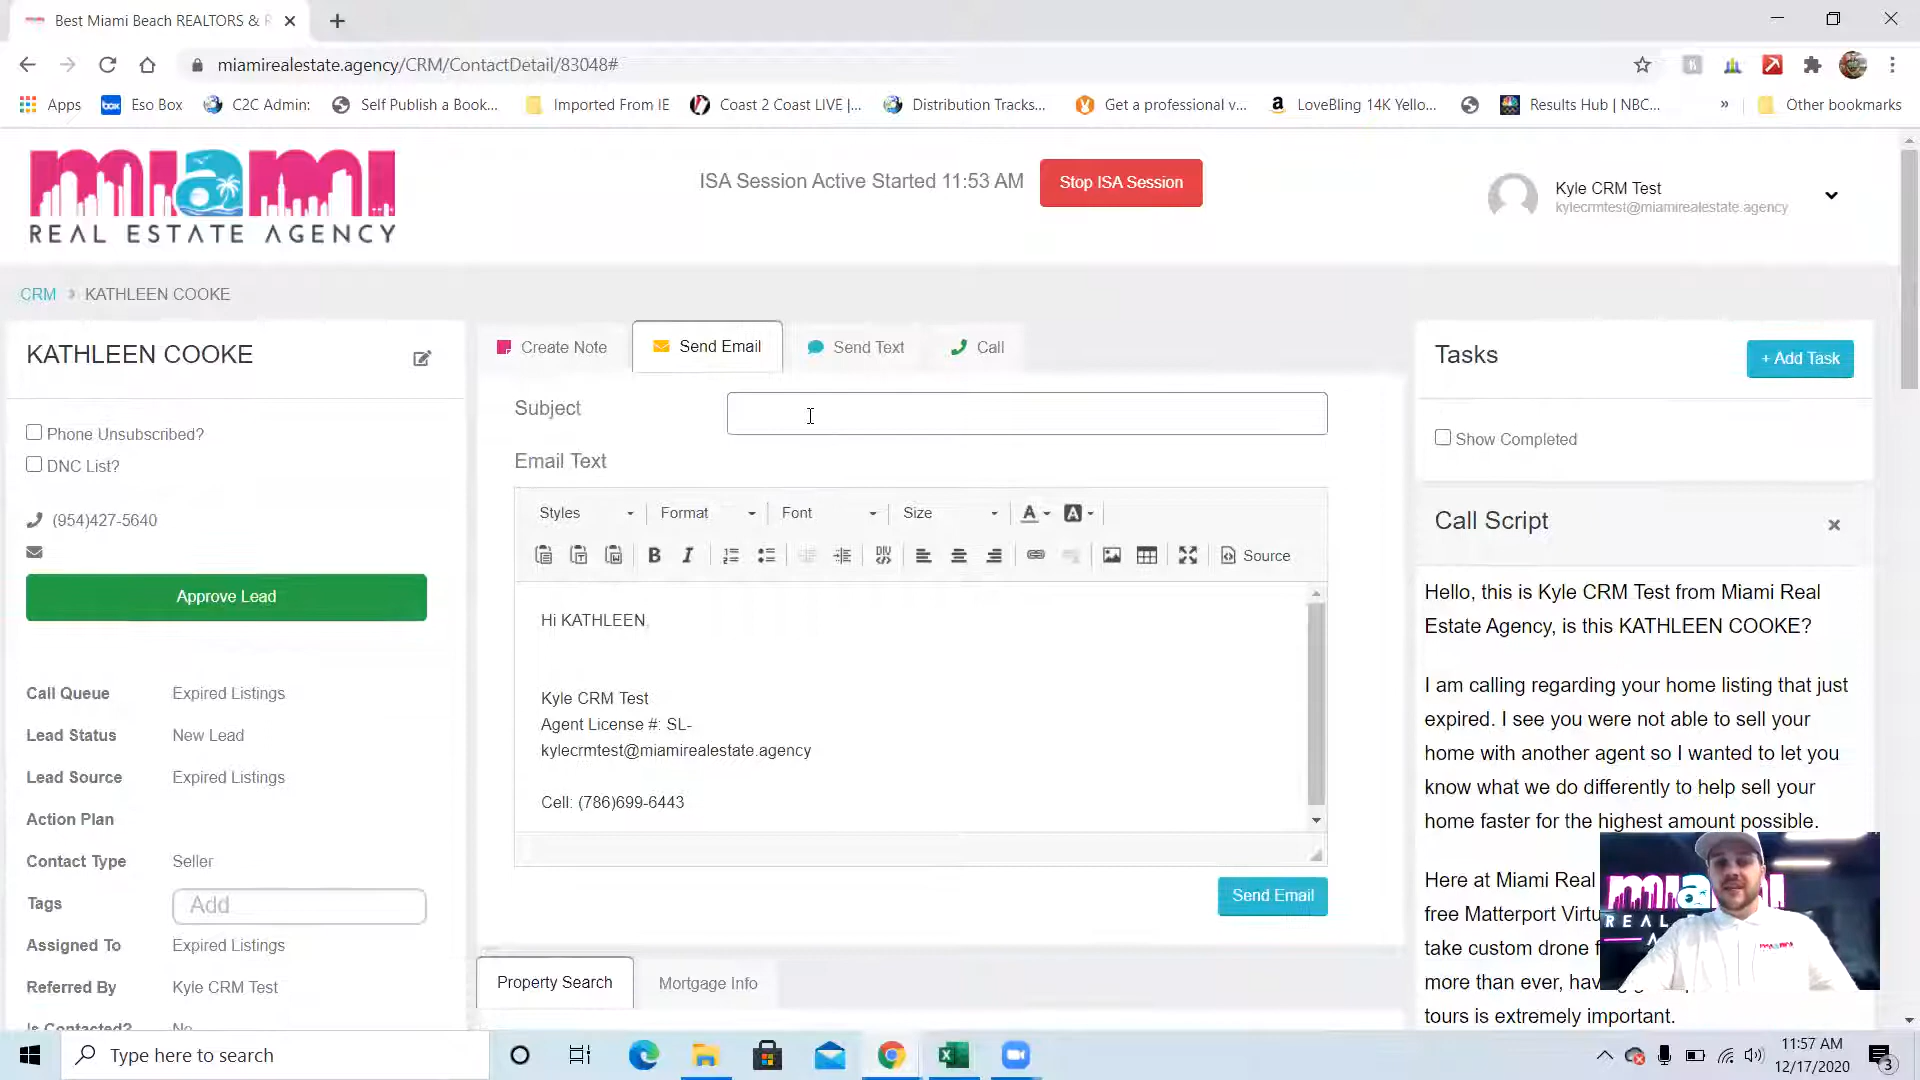 Best Miami Beach REALTORS & R
miamirealestate.agency/CRM/ContactDetail/83048#
Apps
box
Eso Box
C2C Admin:
Self Publish a Book...
Imported From IE
Coast 2 Coast LIVE |...
Distribution Tracks...
Get a professional v...
LoveBling 14K Yello...
Results Hub | NBC...
»
Other bookmarks
miami
REAL ESTATE AGENCY
ISA Session Active Started 11:53 AM
Stop ISA Session
Kyle CRM Test
kylecrmtest@miamirealestate.agency
CRM
KATHLEEN COOKE
KATHLEEN COOKE
Phone Unsubscribed?
DNC List?
(954)427-5640
Approve Lead
Call Queue Expired Listings
Lead Status New Lead
Lead Source Expired Listings
Action Plan
Contact Type Seller
Tags Add
Assigned To Expired Listings
Referred By Kyle CRM Test
Is Contacted? No
Create Note
Send Email
Send Text
Call
Subject
Email Text
Styles Format Font Size A A
B I DIV Source
Hi KATHLEEN,
Kyle CRM Test
Agent License #: SL-
kylecrmtest@miamirealestate.agency
Cell: (786)699-6443
Send Email
Property Search
Mortgage Info
Tasks
+ Add Task
Show Completed
Call Script
Hello, this is Kyle CRM Test from Miami Real
Estate Agency, is this KATHLEEN COOKE?
I am calling regarding your home listing that just
expired. I see you were not able to sell your
home with another agent so I wanted to let you
know what we do differently to help sell your
home faster for the highest amount possible.
Here at Miami Real
free Matterport Virtu
take custom drone f
more than ever, hav
tours is extremely important.
Type here to search
11:57 AM
12/17/2020
3